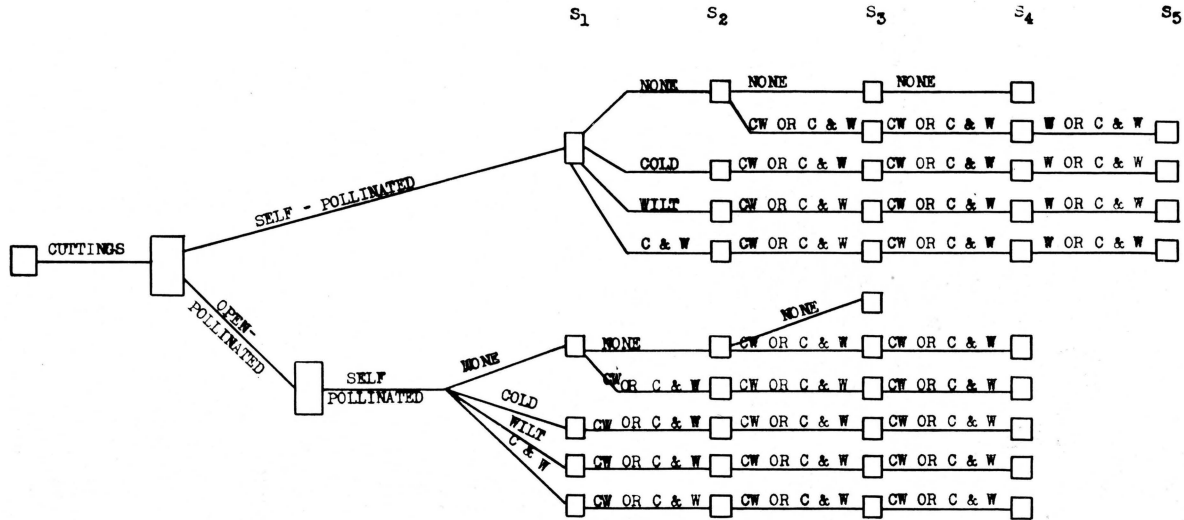 S1 S2 S3 S4 S5
NONE NONE NONE
CW OR C & W CW OR C & W W OR C & W
COLD CW OR C & W CW OR C & W W OR C & W
SELF - POLLINATED
WILT CW OR C & W CW OR C & W W OR C & W
C & W CW OR C & W CW OR C & W W OR C & W
CUTTINGS
OPEN-
POLLINATED
NONE
NONE NONE CW OR C & W CW OR C & W
SELF
POLLINATED
CW OR C & W CW OR C & W CW OR C & W
COLD CW OR C & W CW OR C & W CW OR C & W
WILT CW OR C & W CW OR C & W CW OR C & W
C & W CW OR C & W CW OR C & W CW OR C & W